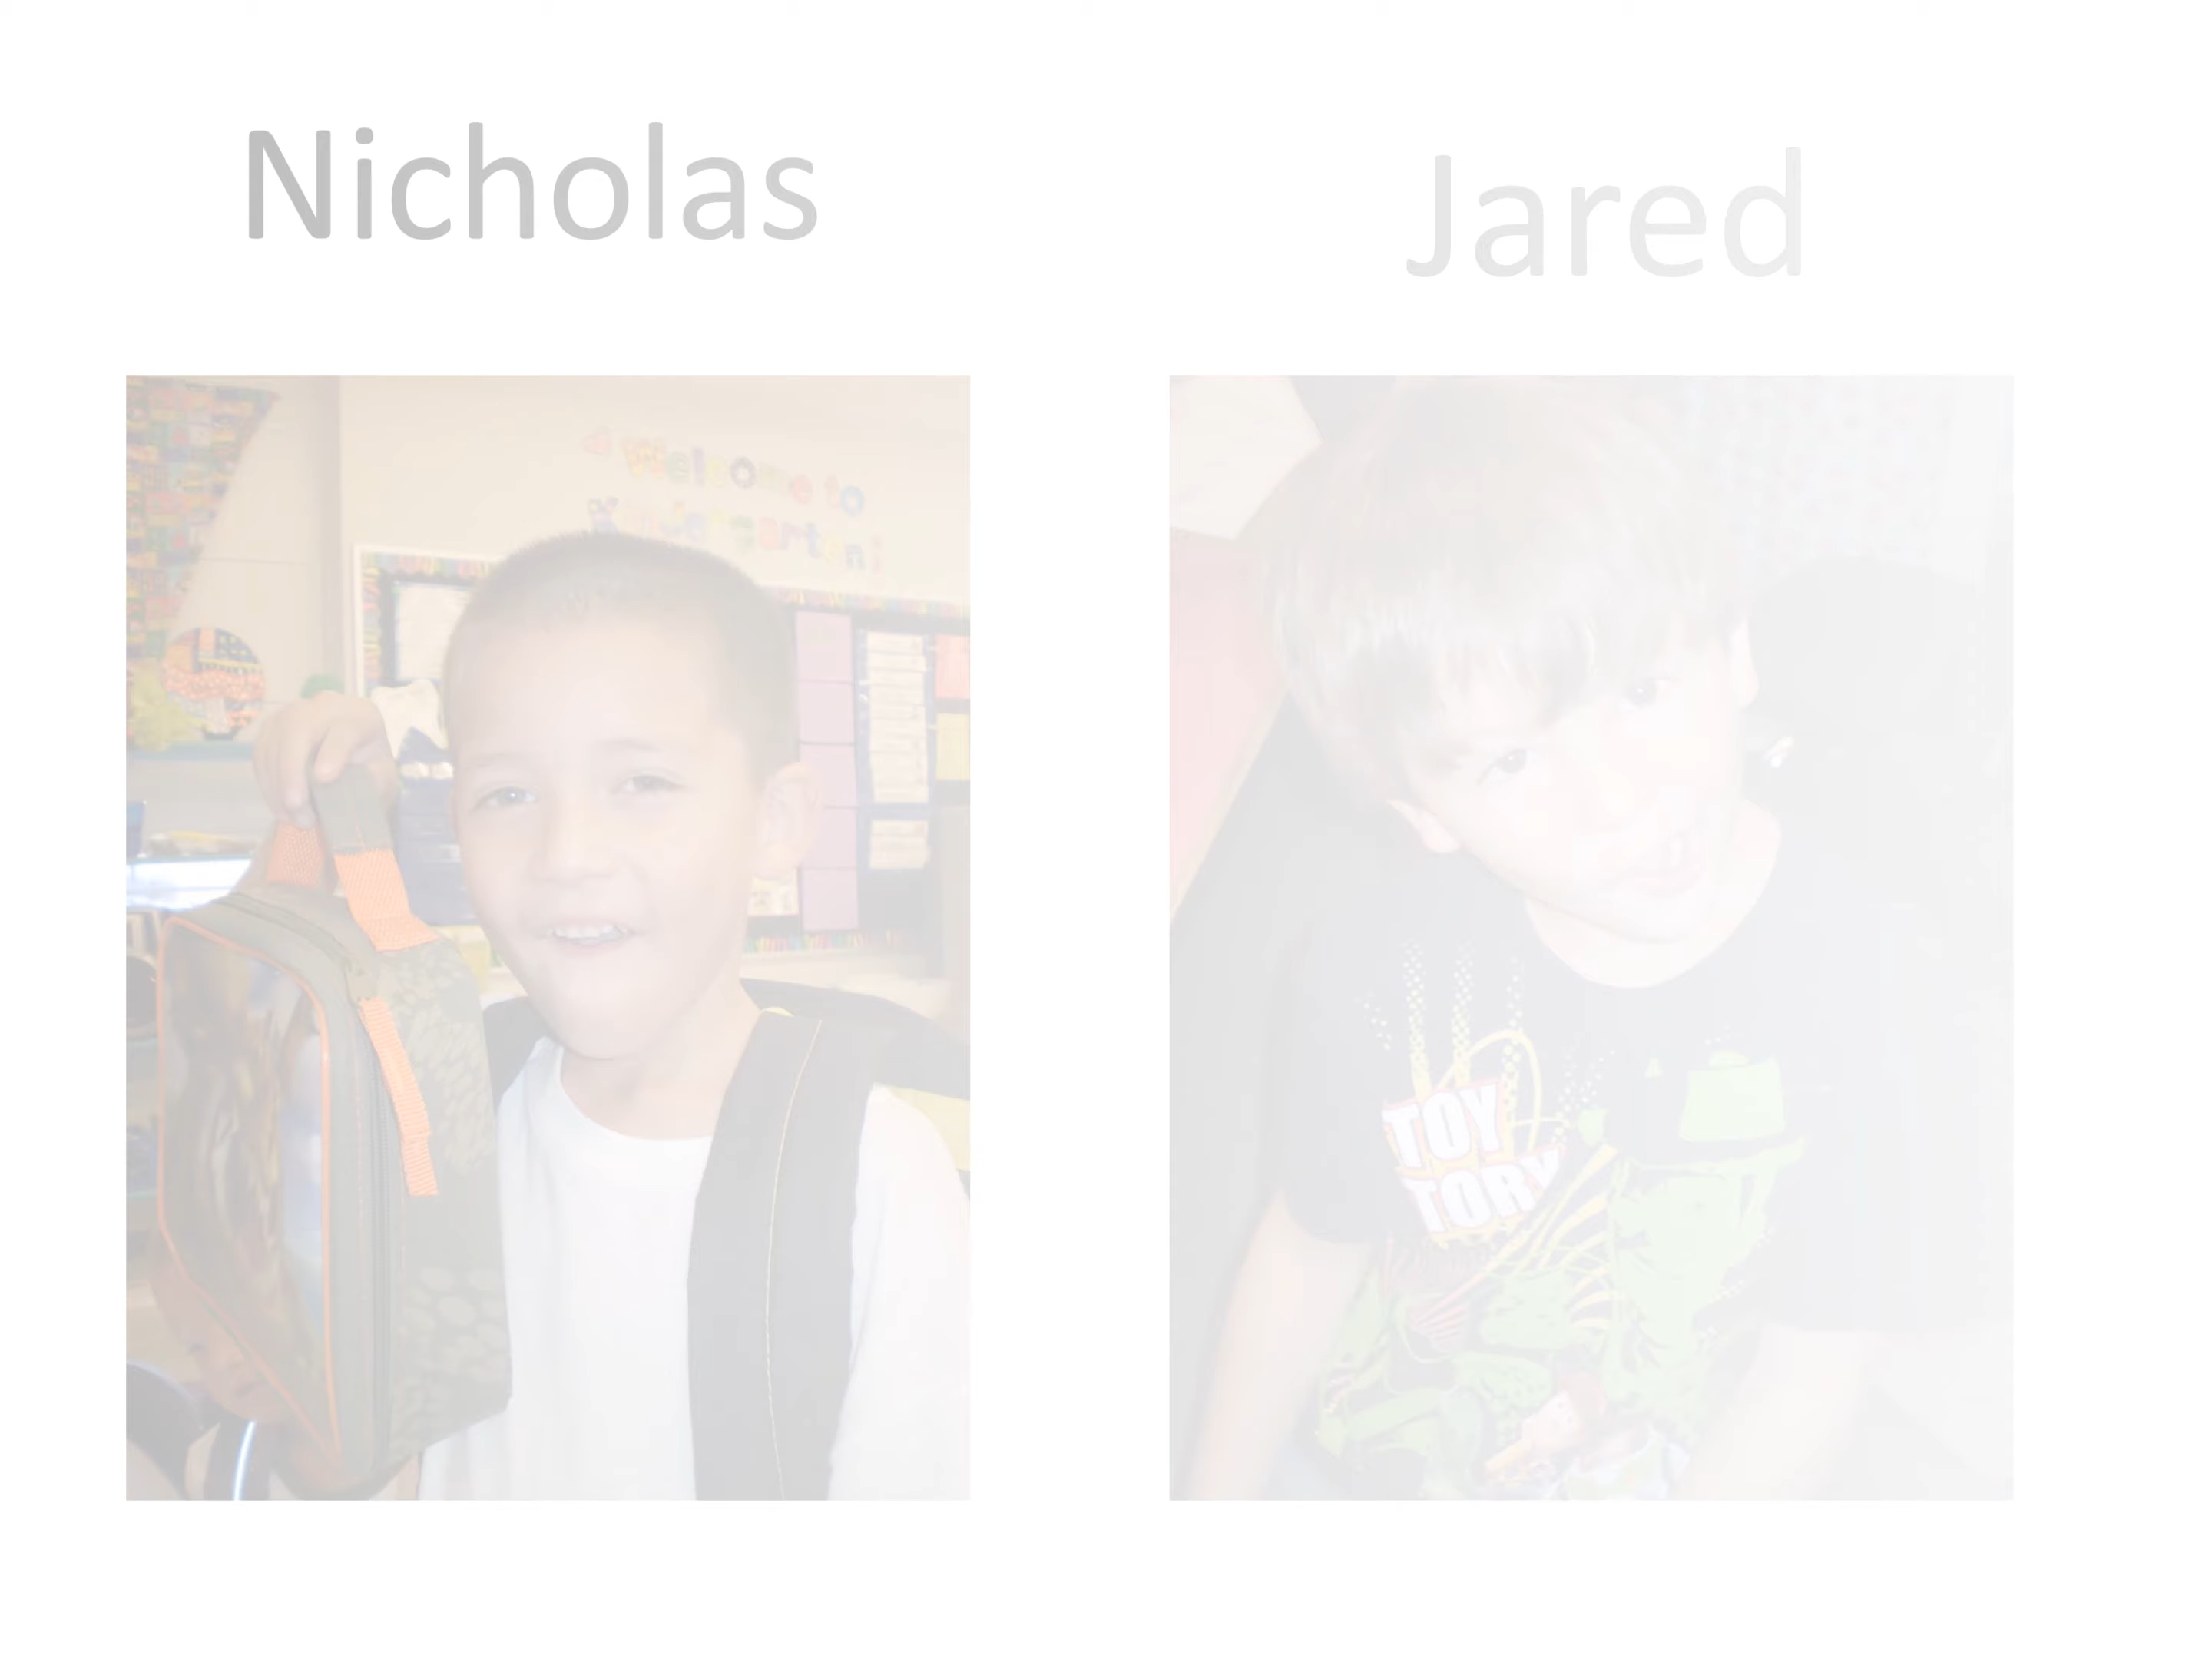 Nicholas
Jared
Welcome to
Kindergarten!
TOY
TORY